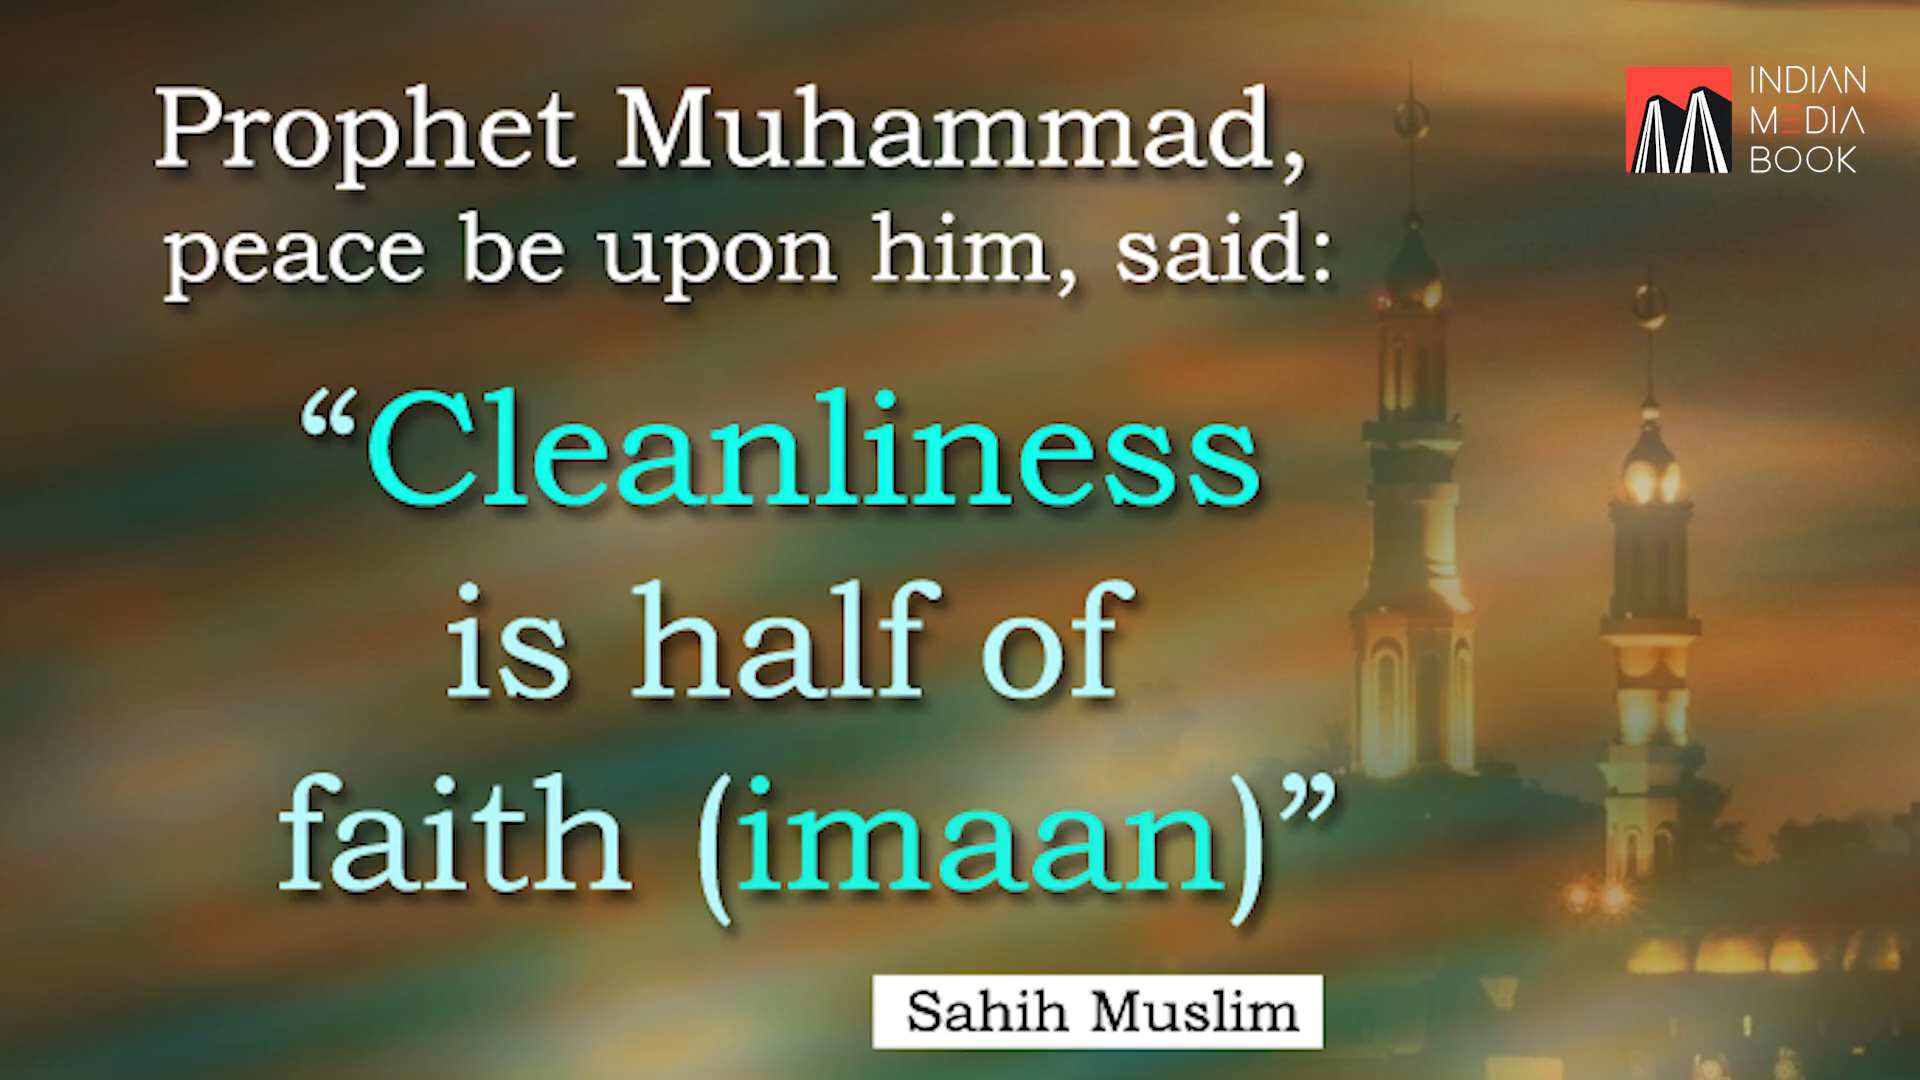 Prophet Muhammad,
peace be upon him, said:
“Cleanliness
is half of
faith (imaan)”
Sahih Muslim
INDIAN
MEDIA
BOOK